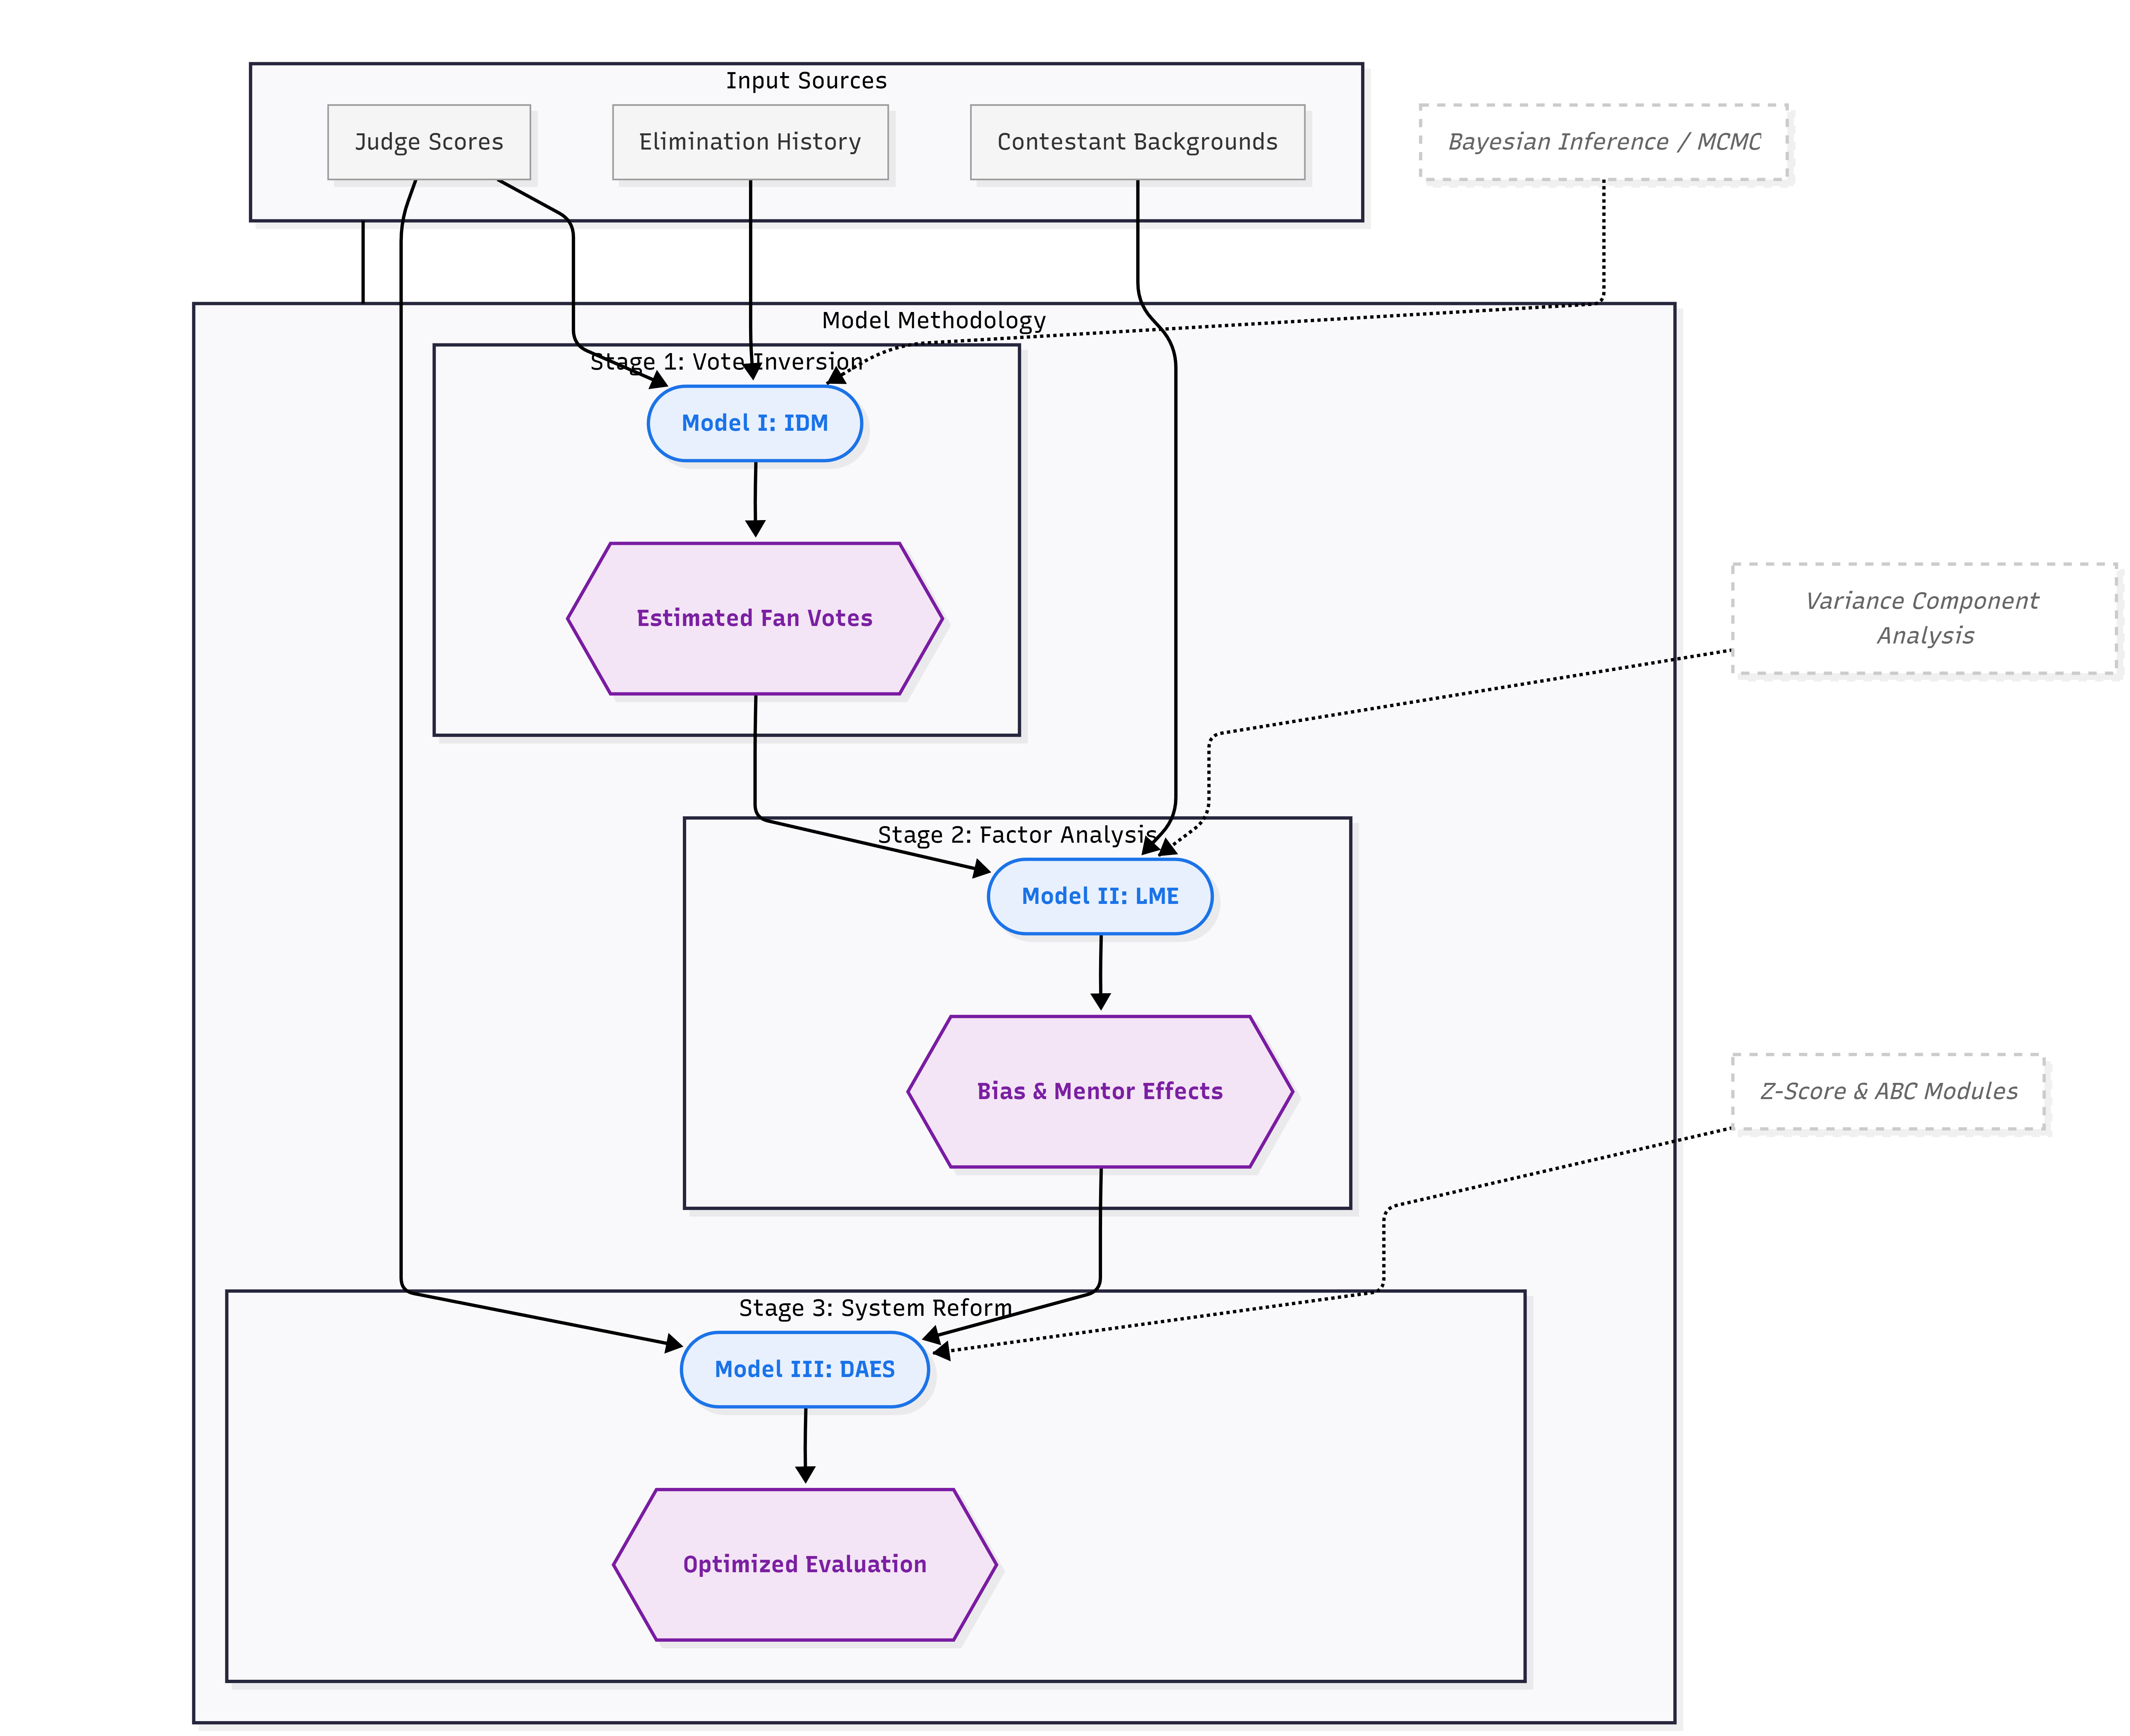 Input Sources
Judge Scores
Elimination History
Contestant Backgrounds
Bayesian Inference / MCMC
Model Methodology
Stage 1: Vote Inversion
Model I: IDM
Estimated Fan Votes
Variance Component
Analysis
Stage 2: Factor Analysis
Model II: LME
Bias & Mentor Effects
Z-Score & ABC Modules
Stage 3: System Reform
Model III: DAES
Optimized Evaluation